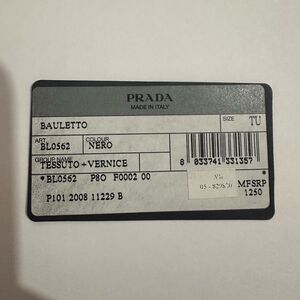 PRADA
MADE IN ITALY
BAULETTO
SIZE TU
ART. COLOUR
BL0562 NERO
GROUP NAME
TESSUTO+VERNICE
8 033741 331357
*BL0562 P8O F0002 00
MFSRP
1250
P101 2008 11229 B